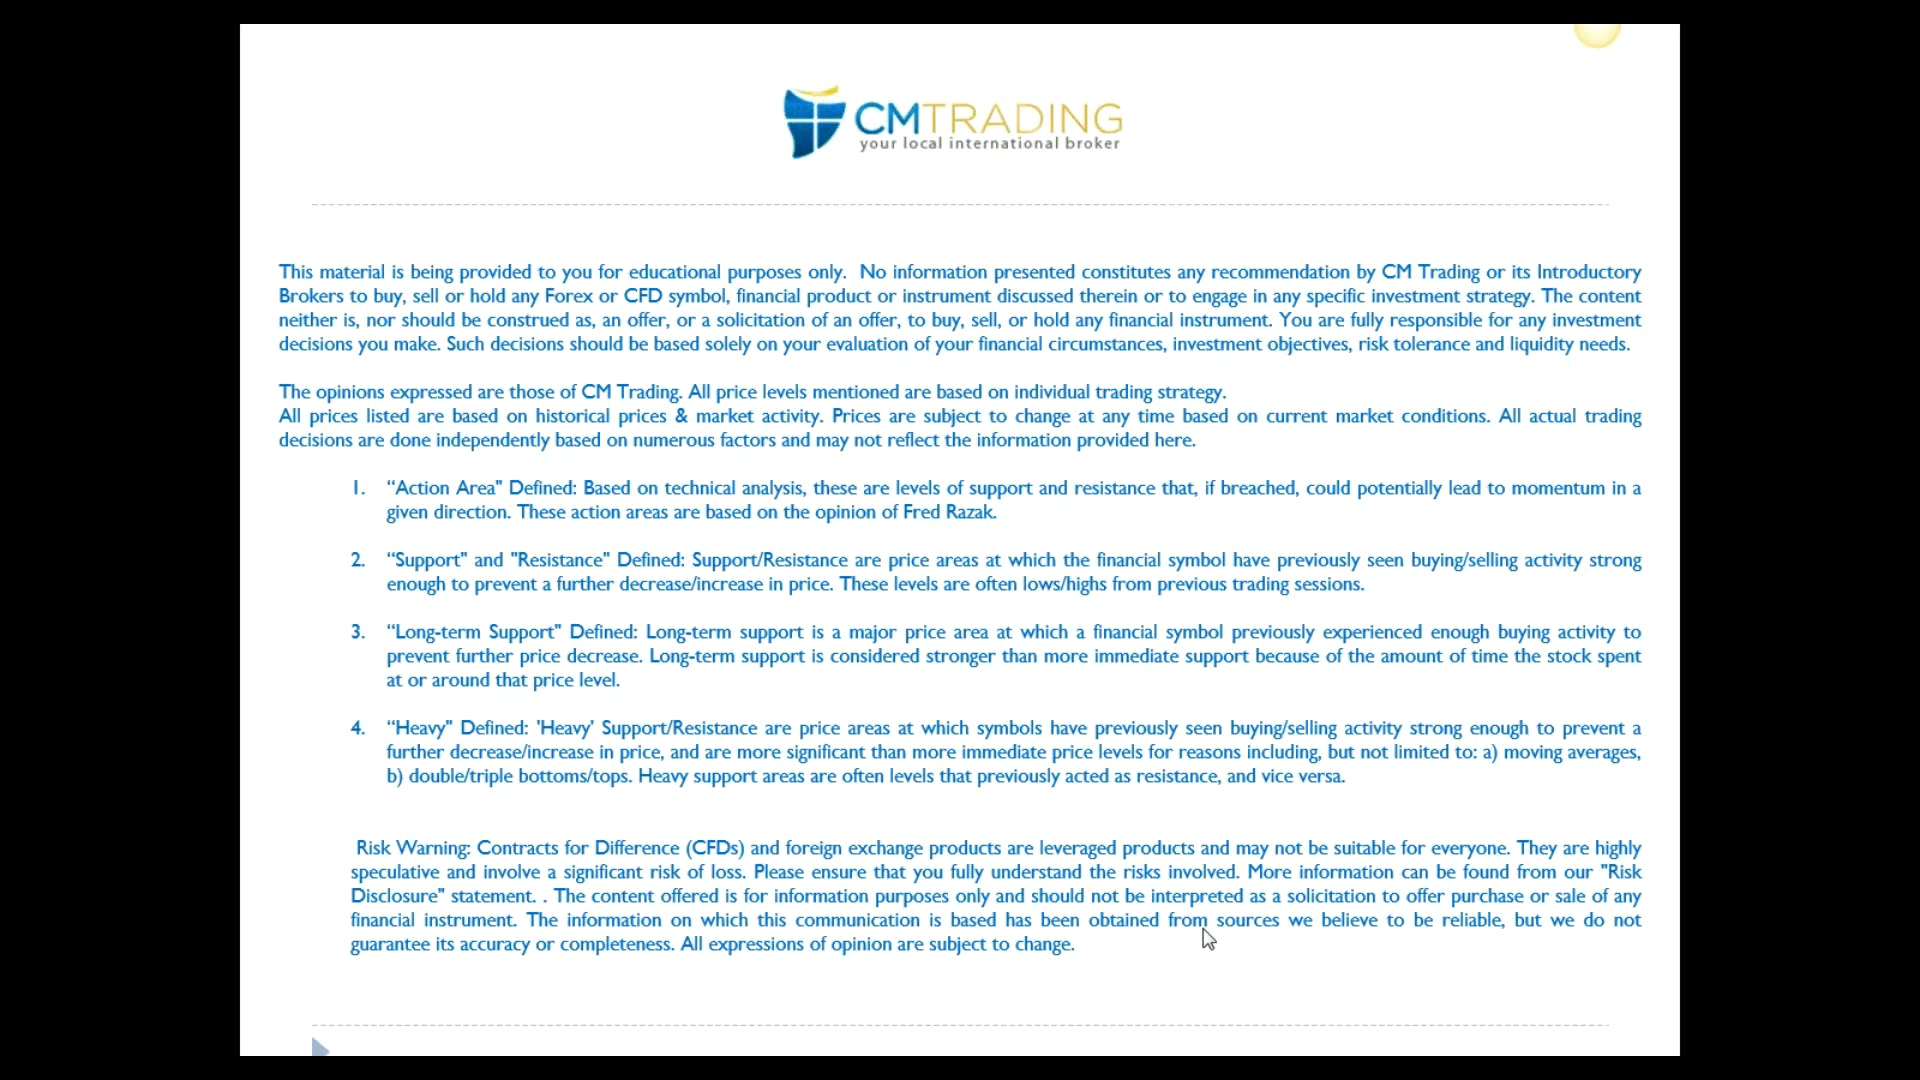 CMTRADING
your local international broker
This material is being provided to you for educational purposes only.  No information presented constitutes any recommendation by CM Trading or its Introductory
Brokers to buy, sell or hold any Forex or CFD symbol, financial product or instrument discussed therein or to engage in any specific investment strategy. The content
neither is, nor should be construed as, an offer, or a solicitation of an offer, to buy, sell, or hold any financial instrument. You are fully responsible for any investment
decisions you make. Such decisions should be based solely on your evaluation of your financial circumstances, investment objectives, risk tolerance and liquidity needs.
The opinions expressed are those of CM Trading. All price levels mentioned are based on individual trading strategy.
All prices listed are based on historical prices & market activity. Prices are subject to change at any time based on current market conditions. All actual trading
decisions are done independently based on numerous factors and may not reflect the information provided here.
1. “Action Area" Defined: Based on technical analysis, these are levels of support and resistance that, if breached, could potentially lead to momentum in a
given direction. These action areas are based on the opinion of Fred Razak.
2. “Support" and "Resistance" Defined: Support/Resistance are price areas at which the financial symbol have previously seen buying/selling activity strong
enough to prevent a further decrease/increase in price. These levels are often lows/highs from previous trading sessions.
3. “Long-term Support" Defined: Long-term support is a major price area at which a financial symbol previously experienced enough buying activity to
prevent further price decrease. Long-term support is considered stronger than more immediate support because of the amount of time the stock spent
at or around that price level.
4. “Heavy" Defined: 'Heavy' Support/Resistance are price areas at which symbols have previously seen buying/selling activity strong enough to prevent a
further decrease/increase in price, and are more significant than more immediate price levels for reasons including, but not limited to: a) moving averages,
b) double/triple bottoms/tops. Heavy support areas are often levels that previously acted as resistance, and vice versa.
Risk Warning: Contracts for Difference (CFDs) and foreign exchange products are leveraged products and may not be suitable for everyone. They are highly
speculative and involve a significant risk of loss. Please ensure that you fully understand the risks involved. More information can be found from our "Risk
Disclosure" statement. . The content offered is for information purposes only and should not be interpreted as a solicitation to offer purchase or sale of any
financial instrument. The information on which this communication is based has been obtained from sources we believe to be reliable, but we do not
guarantee its accuracy or completeness. All expressions of opinion are subject to change.